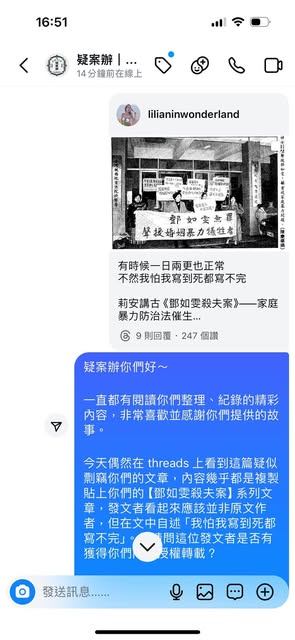 16:51
疑案辦｜...
14分鐘前在線上
lilianinwonderland
鄧如雯無罪
聲援婚姻暴力犧牲者
有時候一日兩更也正常
不然我怕我寫到死都寫不完
莉安講古《鄧如雯殺夫案》——家庭
暴力防治法催生...
9 則回覆・247 個讚
疑案辦你們好～
一直都有閱讀你們整理、紀錄的精彩
內容，非常喜歡並感謝你們提供的故
事。
今天偶然在 threads 上看到這篇疑似
剽竊你們的文章，內容幾乎都是複製
貼上你們的【鄧如雯殺夫案】系列文
章，發文者看起來應該並非原文作
者，但在文中自述「我怕我寫到死都
寫不完」。
請問這位發文者是否有
獲得你們
授權轉載？
發送訊息......